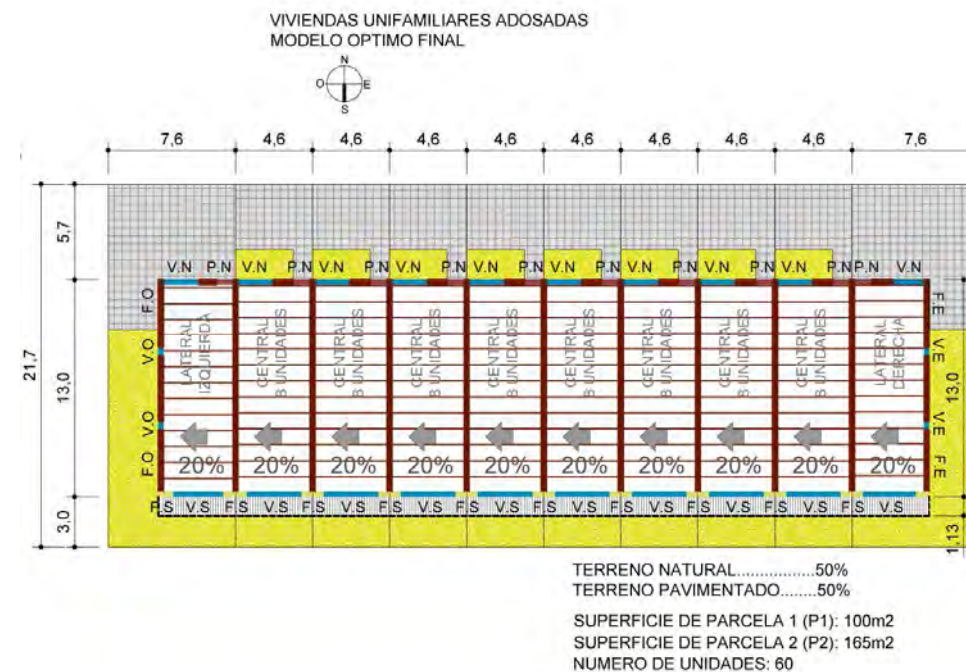 VIVIENDAS UNIFAMILIARES ADOSADAS
MODELO OPTIMO FINAL
N
O E
S
7,6 4,6 4,6 4,6 4,6 4,6 4,6 4,6 4,6 7,6
5,7
13,0
3,0
21,7
13,0
1,13
V.N P.N V.N P.N V.N P.N V.N P.N V.N P.N V.N P.N V.N P.N V.N P.N V.N P.N P.N V.N
F.O
V.O
V.O
F.O
F.E
V.E
V.E
F.E
LATERAL
IZQUIERDA
CENTRAL
8 UNIDADES
CENTRAL
8 UNIDADES
CENTRAL
8 UNIDADES
CENTRAL
8 UNIDADES
CENTRAL
8 UNIDADES
CENTRAL
8 UNIDADES
CENTRAL
8 UNIDADES
CENTRAL
8 UNIDADES
LATERAL
DERECHA
20% 20% 20% 20% 20% 20% 20% 20% 20% 20%
F.S V.S F.S V.S F.S V.S F.S V.S F.S V.S F.S V.S F.S V.S F.S V.S F.S V.S F.S V.S
TERRENO NATURAL.................50%
TERRENO PAVIMENTADO........50%
SUPERFICIE DE PARCELA 1 (P1): 100m2
SUPERFICIE DE PARCELA 2 (P2): 165m2
NUMERO DE UNIDADES: 60